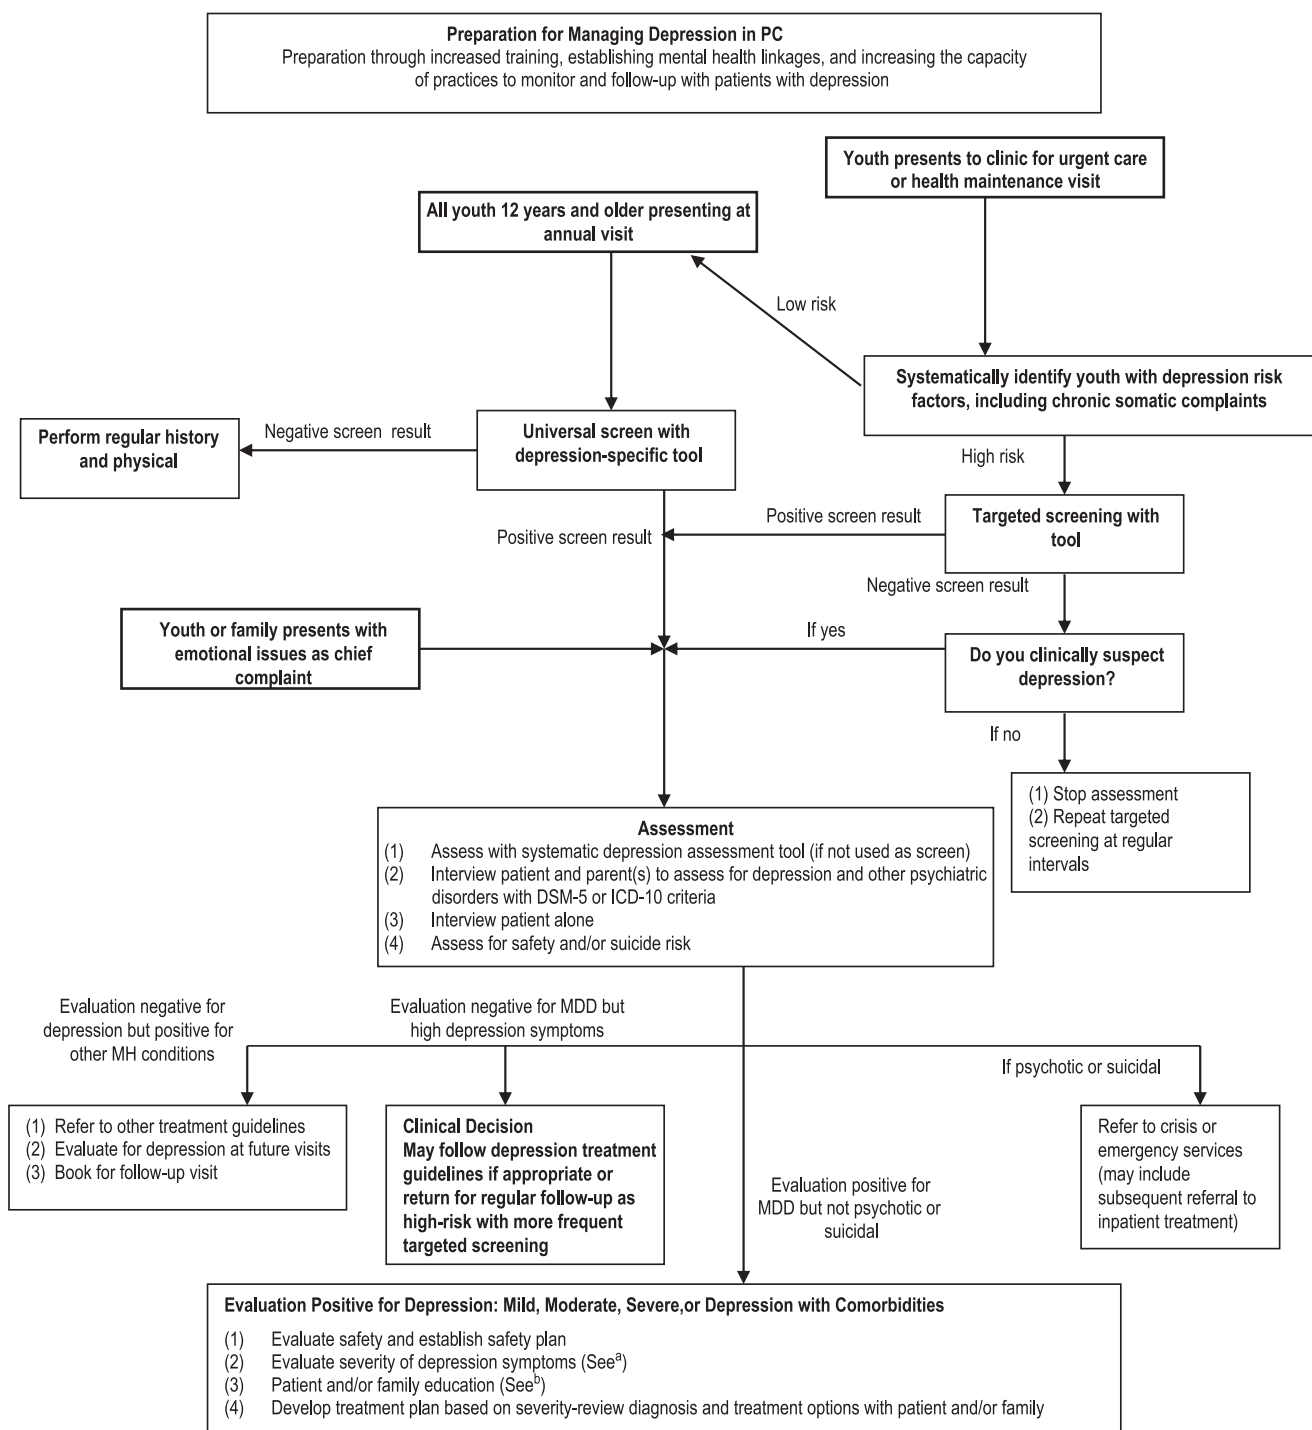 Preparation for Managing Depression in PC
Preparation through increased training, establishing mental health linkages, and increasing the capacity
of practices to monitor and follow-up with patients with depression
Youth presents to clinic for urgent care
or health maintenance visit
All youth 12 years and older presenting at
annual visit
Low risk
Systematically identify youth with depression risk
factors, including chronic somatic complaints
Perform regular history
and physical
Negative screen result
Universal screen with
depression-specific tool
High risk
Positive screen result
Positive screen result
Targeted screening with
tool
Negative screen result
Youth or family presents with
emotional issues as chief
complaint
If yes
Do you clinically suspect
depression?
If no
(1) Stop assessment
(2) Repeat targeted
screening at regular
intervals
Assessment
(1) Assess with systematic depression assessment tool (if not used as screen)
(2) Interview patient and parent(s) to assess for depression and other psychiatric
disorders with DSM-5 or ICD-10 criteria
(3) Interview patient alone
(4) Assess for safety and/or suicide risk
Evaluation negative for
depression but positive for
other MH conditions
Evaluation negative for MDD but
high depression symptoms
If psychotic or suicidal
(1) Refer to other treatment guidelines
(2) Evaluate for depression at future visits
(3) Book for follow-up visit
Clinical Decision
May follow depression treatment
guidelines if appropriate or
return for regular follow-up as
high-risk with more frequent
targeted screening
Evaluation positive for
MDD but not psychotic or
suicidal
Refer to crisis or
emergency services
(may include
subsequent referral to
inpatient treatment)
Evaluation Positive for Depression: Mild, Moderate, Severe,or Depression with Comorbidities
(1) Evaluate safety and establish safety plan
(2) Evaluate severity of depression symptoms (See a)
(3) Patient and/or family education (See b)
(4) Develop treatment plan based on severity-review diagnosis and treatment options with patient and/or family